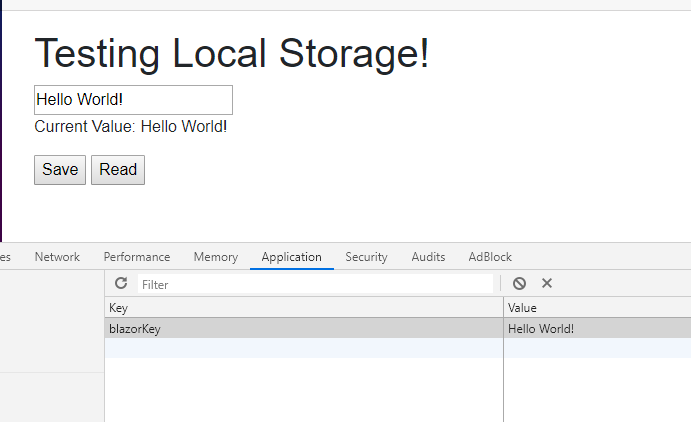 Testing Local Storage!
Hello World!
Current Value: Hello World!
Save Read
es Network Performance Memory Application Security Audits AdBlock
Filter
Key Value
blazorKey Hello World!